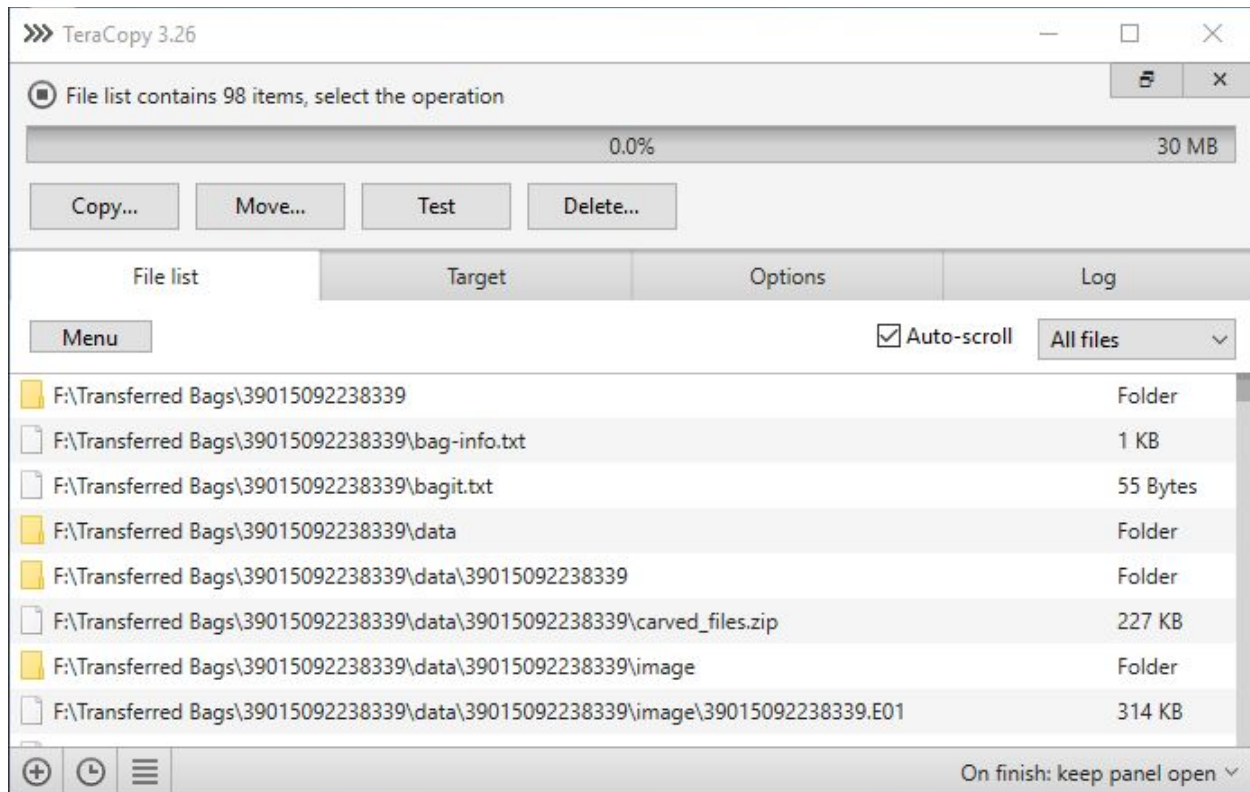 TeraCopy 3.26
File list contains 98 items, select the operation
0.0% 30 MB
Copy... Move... Test Delete...
File list Target Options Log
Menu Auto-scroll All files
F:\Transferred Bags\39015092238339 Folder
F:\Transferred Bags\39015092238339\bag-info.txt 1 KB
F:\Transferred Bags\39015092238339\bagit.txt 55 Bytes
F:\Transferred Bags\39015092238339\data Folder
F:\Transferred Bags\39015092238339\data\39015092238339 Folder
F:\Transferred Bags\39015092238339\data\39015092238339\carved_files.zip 227 KB
F:\Transferred Bags\39015092238339\data\39015092238339\image Folder
F:\Transferred Bags\39015092238339\data\39015092238339\image\39015092238339.E01 314 KB
On finish: keep panel open